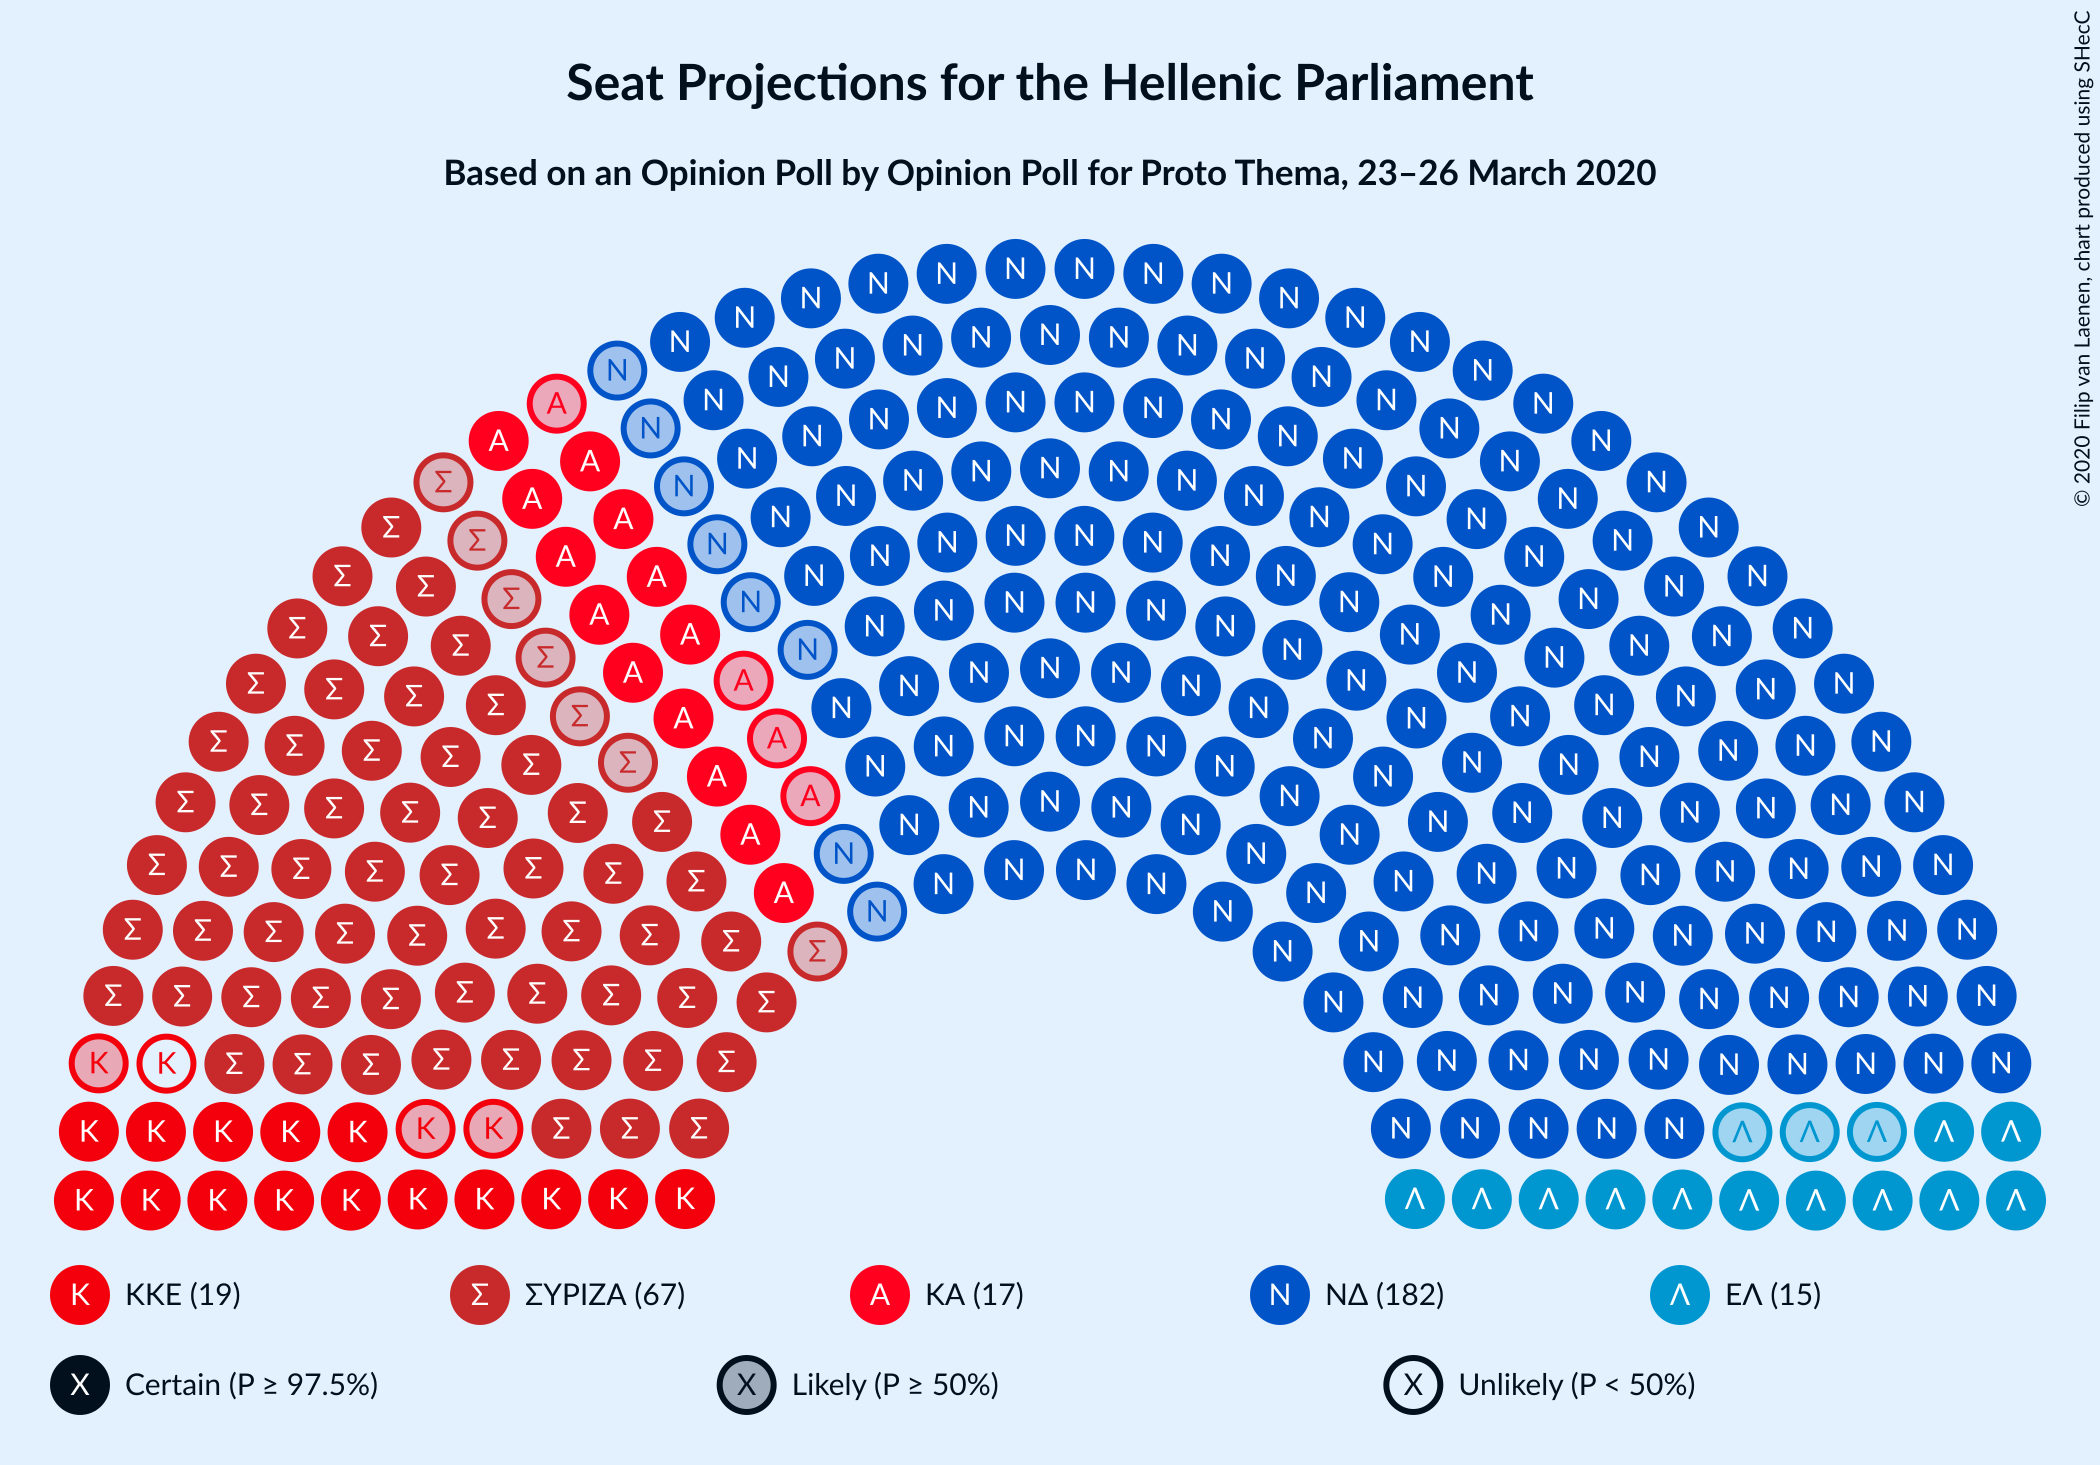 Seat Projections for the Hellenic Parliament
Based on an Opinion Poll by Opinion Poll for Proto Thema, 23–26 March 2020
© 2020 Filip van Laenen, chart produced using SHecC
K ΚΚΕ (19) Σ ΣΥΡΙΖΑ (67) A ΚΑ (17) N ΝΔ (182) Λ ΕΛ (15)
X Certain (P ≥ 97.5%) X Likely (P ≥ 50%) X Unlikely (P < 50%)